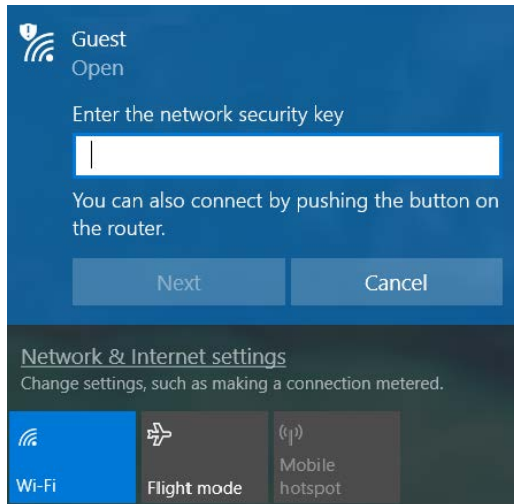 Guest
Open
Enter the network security key
You can also connect by pushing the button on
the router.
Next
Cancel
Network & Internet settings
Change settings, such as making a connection metered.
Wi-Fi
Flight mode
Mobile
hotspot